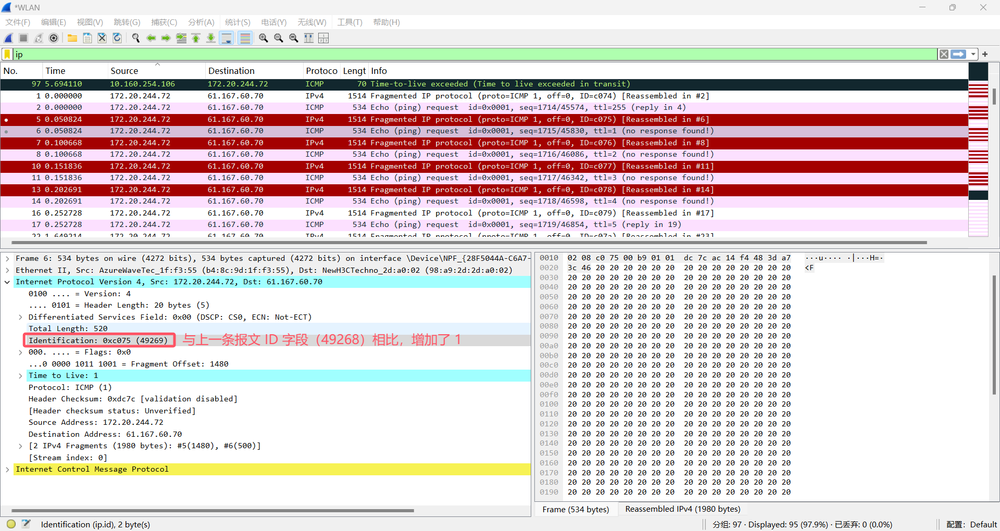 *WLAN
文件(F) 编辑(E) 视图(V) 跳转(G) 捕获(C) 分析(A) 统计(S) 电话(Y) 无线(W) 工具(T) 帮助(H)
ip
No. Time Source Destination Protoco Lengt Info
97 5.694110 10.160.254.106 172.20.244.72 ICMP 70 Time-to-live exceeded (Time to live exceeded in transit)
1 0.000000 172.20.244.72 61.167.60.70 IPv4 1514 Fragmented IP protocol (proto=ICMP 1, off=0, ID=c074) [Reassembled in #2]
2 0.000000 172.20.244.72 61.167.60.70 ICMP 534 Echo (ping) request id=0x0001, seq=1714/45574, ttl=255 (reply in 4)
5 0.050824 172.20.244.72 61.167.60.70 IPv4 1514 Fragmented IP protocol (proto=ICMP 1, off=0, ID=c075) [Reassembled in #6]
6 0.050824 172.20.244.72 61.167.60.70 ICMP 534 Echo (ping) request id=0x0001, seq=1715/45830, ttl=1 (no response found!)
7 0.100668 172.20.244.72 61.167.60.70 IPv4 1514 Fragmented IP protocol (proto=ICMP 1, off=0, ID=c076) [Reassembled in #8]
8 0.100668 172.20.244.72 61.167.60.70 ICMP 534 Echo (ping) request id=0x0001, seq=1716/46086, ttl=2 (no response found!)
10 0.151836 172.20.244.72 61.167.60.70 IPv4 1514 Fragmented IP protocol (proto=ICMP 1, off=0, ID=c077) [Reassembled in #11]
11 0.151836 172.20.244.72 61.167.60.70 ICMP 534 Echo (ping) request id=0x0001, seq=1717/46342, ttl=3 (no response found!)
13 0.202691 172.20.244.72 61.167.60.70 IPv4 1514 Fragmented IP protocol (proto=ICMP 1, off=0, ID=c078) [Reassembled in #14]
14 0.202691 172.20.244.72 61.167.60.70 ICMP 534 Echo (ping) request id=0x0001, seq=1718/46598, ttl=4 (no response found!)
16 0.252728 172.20.244.72 61.167.60.70 IPv4 1514 Fragmented IP protocol (proto=ICMP 1, off=0, ID=c079) [Reassembled in #17]
17 0.252728 172.20.244.72 61.167.60.70 ICMP 534 Echo (ping) request id=0x0001, seq=1719/46854, ttl=5 (reply in 19)
22 1.649214 172.20.244.72 61.167.60.70 IPv4 1514 Fragmented IP protocol (proto=ICMP 1, off=0, ID=c07a) [Reassembled in #23]
Frame 6: 534 bytes on wire (4272 bits), 534 bytes captured (4272 bits) on interface \Device\NPF_{28F5044A-C6A7-
Ethernet II, Src: AzureWaveTec_1f:f3:55 (b4:8c:9d:1f:f3:55), Dst: NewH3CTechno_2d:a0:02 (98:a9:2d:2d:a0:02)
Internet Protocol Version 4, Src: 172.20.244.72, Dst: 61.167.60.70
0100 .... = Version: 4
.... 0101 = Header Length: 20 bytes (5)
Differentiated Services Field: 0x00 (DSCP: CS0, ECN: Not-ECT)
Total Length: 520
Identification: 0xc075 (49269) 与上一条报文 ID 字段（49268）相比，增加了 1
000. .... = Flags: 0x0
...0 0000 1011 1001 = Fragment Offset: 1480
Time to Live: 1
Protocol: ICMP (1)
Header Checksum: 0xdc7c [validation disabled]
[Header checksum status: Unverified]
Source Address: 172.20.244.72
Destination Address: 61.167.60.70
[2 IPv4 Fragments (1980 bytes): #5(1480), #6(500)]
[Stream index: 0]
Internet Control Message Protocol
0010 02 08 c0 75 00 b9 01 01 dc 7c ac 14 f4 48 3d a7 ···u···· ·|···H=·
0020 3c 46 20 20 20 20 20 20 20 20 20 20 20 20 20 20 <F
0030 20 20 20 20 20 20 20 20 20 20 20 20 20 20 20 20
0040 20 20 20 20 20 20 20 20 20 20 20 20 20 20 20 20
0050 20 20 20 20 20 20 20 20 20 20 20 20 20 20 20 20
0060 20 20 20 20 20 20 20 20 20 20 20 20 20 20 20 20
0070 20 20 20 20 20 20 20 20 20 20 20 20 20 20 20 20
0080 20 20 20 20 20 20 20 20 20 20 20 20 20 20 20 20
0090 20 20 20 20 20 20 20 20 20 20 20 20 20 20 20 20
00a0 20 20 20 20 20 20 20 20 20 20 20 20 20 20 20 20
00b0 20 20 20 20 20 20 20 20 20 20 20 20 20 20 20 20
00c0 20 20 20 20 20 20 20 20 20 20 20 20 20 20 20 20
00d0 20 20 20 20 20 20 20 20 20 20 20 20 20 20 20 20
00e0 20 20 20 20 20 20 20 20 20 20 20 20 20 20 20 20
00f0 20 20 20 20 20 20 20 20 20 20 20 20 20 20 20 20
0100 20 20 20 20 20 20 20 20 20 20 20 20 20 20 20 20
0110 20 20 20 20 20 20 20 20 20 20 20 20 20 20 20 20
0120 20 20 20 20 20 20 20 20 20 20 20 20 20 20 20 20
0130 20 20 20 20 20 20 20 20 20 20 20 20 20 20 20 20
0140 20 20 20 20 20 20 20 20 20 20 20 20 20 20 20 20
0150 20 20 20 20 20 20 20 20 20 20 20 20 20 20 20 20
0160 20 20 20 20 20 20 20 20 20 20 20 20 20 20 20 20
0170 20 20 20 20 20 20 20 20 20 20 20 20 20 20 20 20
0180 20 20 20 20 20 20 20 20 20 20 20 20 20 20 20 20
0190 20 20 20 20 20 20 20 20 20 20 20 20 20 20 20 20
Frame (534 bytes) Reassembled IPv4 (1980 bytes)
Identification (ip.id), 2 byte(s) 分组: 97 · Displayed: 95 (97.9%) · 已丢弃: 0 (0.0%) 配置: Default